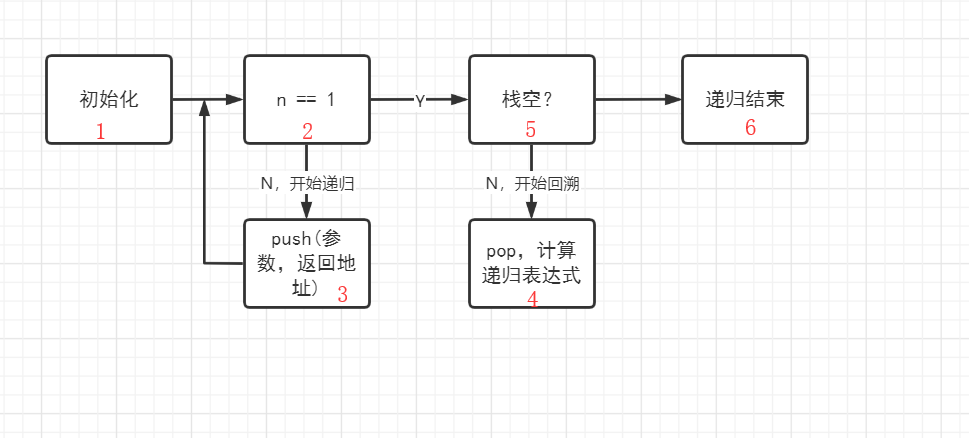 初始化
1
n == 1
2
Y
栈空？
5
递归结束
6
N，开始递归
N，开始回溯
push(参
数，返回地
址)
3
pop，计算
递归表达式
4